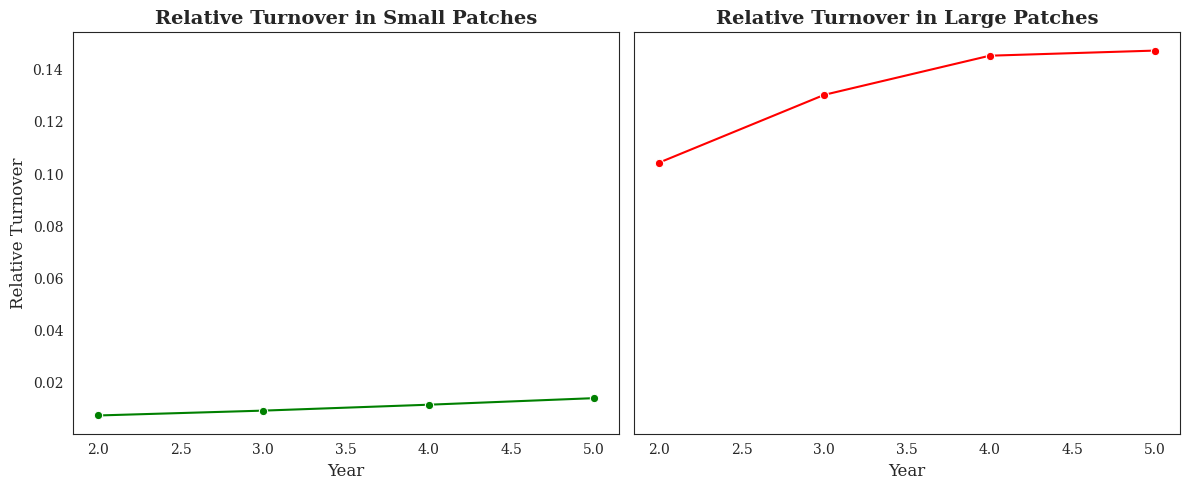 Relative Turnover in Small Patches
Relative Turnover in Large Patches
Relative Turnover
0.14
0.12
0.10
0.08
0.06
0.04
0.02
2.0 2.5 3.0 3.5 4.0 4.5 5.0
2.0 2.5 3.0 3.5 4.0 4.5 5.0
Year
Year